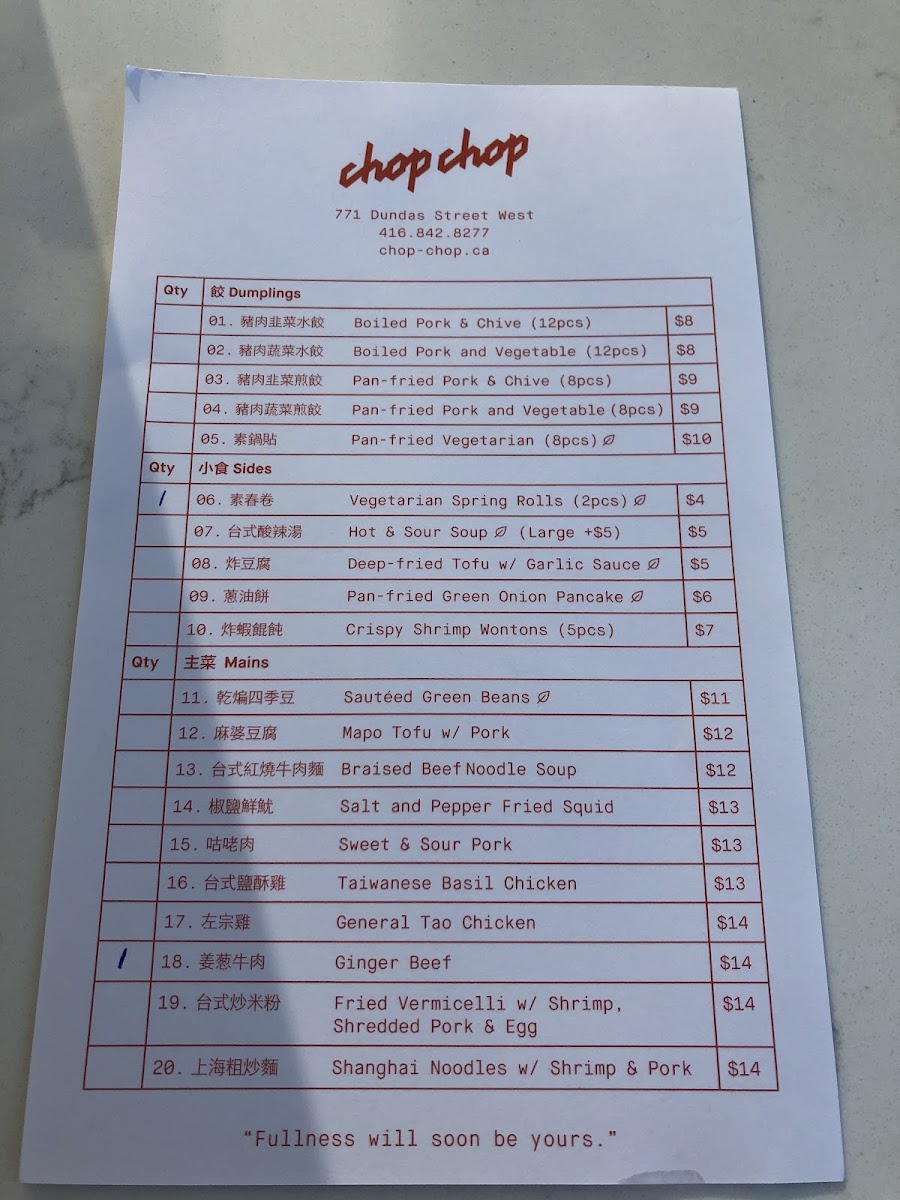 chop chop
771 Dundas Street West
416.842.8277
chop-chop.ca
Qty 餃 Dumplings
01. 豬肉韭菜水餃 Boiled Pork & Chive (12pcs) $8
02. 豬肉蔬菜水餃 Boiled Pork and Vegetable (12pcs) $8
03. 豬肉韭菜煎餃 Pan-fried Pork & Chive (8pcs) $9
04. 豬肉蔬菜煎餃 Pan-fried Pork and Vegetable (8pcs) $9
05. 素鍋貼 Pan-fried Vegetarian (8pcs) $10
Qty 小食 Sides
1 06. 素春卷 Vegetarian Spring Rolls (2pcs) $4
07. 台式酸辣湯 Hot & Sour Soup (Large +$5) $5
08. 炸豆腐 Deep-fried Tofu w/ Garlic Sauce $5
09. 蔥油餅 Pan-fried Green Onion Pancake $6
10. 炸蝦餛飩 Crispy Shrimp Wontons (5pcs) $7
Qty 主菜 Mains
11. 乾煸四季豆 Sautéed Green Beans $11
12. 麻婆豆腐 Mapo Tofu w/ Pork $12
13. 台式紅燒牛肉麵 Braised Beef Noodle Soup $12
14. 椒鹽鮮魷 Salt and Pepper Fried Squid $13
15. 咕咾肉 Sweet & Sour Pork $13
16. 台式鹽酥雞 Taiwanese Basil Chicken $13
17. 左宗雞 General Tao Chicken $14
1 18. 姜葱牛肉 Ginger Beef $14
19. 台式炒米粉 Fried Vermicelli w/ Shrimp, $14
Shredded Pork & Egg
20. 上海粗炒麵 Shanghai Noodles w/ Shrimp & Pork $14
“Fullness will soon be yours.”